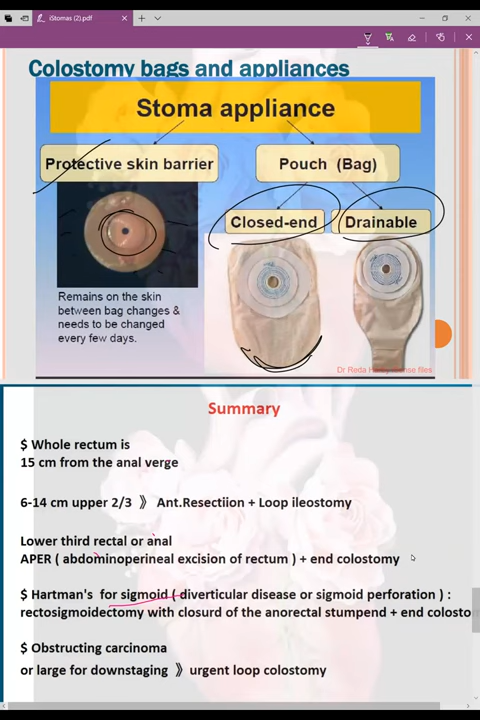 iStomas (2).pdf
Colostomy bags and appliances
Stoma appliance
Protective skin barrier
Pouch (Bag)
Closed-end
Drainable
Remains on the skin
between bag changes &
needs to be changed
every few days.
Dr Reda
files
Summary
$ Whole rectum is
15 cm from the anal verge
6-14 cm upper 2/3 》 Ant.Resectiion + Loop ileostomy
Lower third rectal or anal
APER ( abdominoperineal excision of rectum ) + end colostomy
$ Hartman's for sigmoid ( diverticular disease or sigmoid perforation ) :
rectosigmoidectomy with closurd of the anorectal stumpend + end colosto
$ Obstructing carcinoma
or large for downstaging 》 urgent loop colostomy